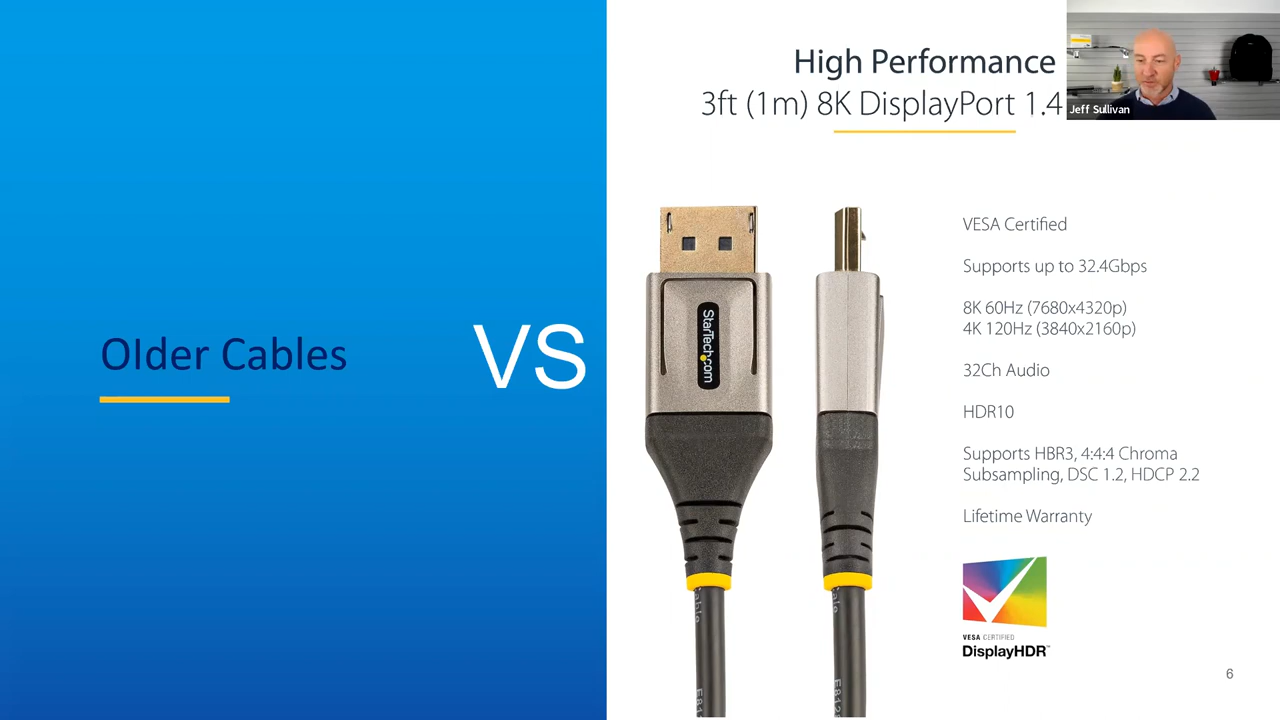 High Performance
3ft (1m) 8K DisplayPort 1.4
Jeff Sullivan
Older Cables
VS
StarTech.com
VESA Certified
Supports up to 32.4Gbps
8K 60Hz (7680x4320p)
4K 120Hz (3840x2160p)
32Ch Audio
HDR10
Supports HBR3, 4:4:4 Chroma
Subsampling, DSC 1.2, HDCP 2.2
Lifetime Warranty
VESA CERTIFIED
DisplayHDR™
6